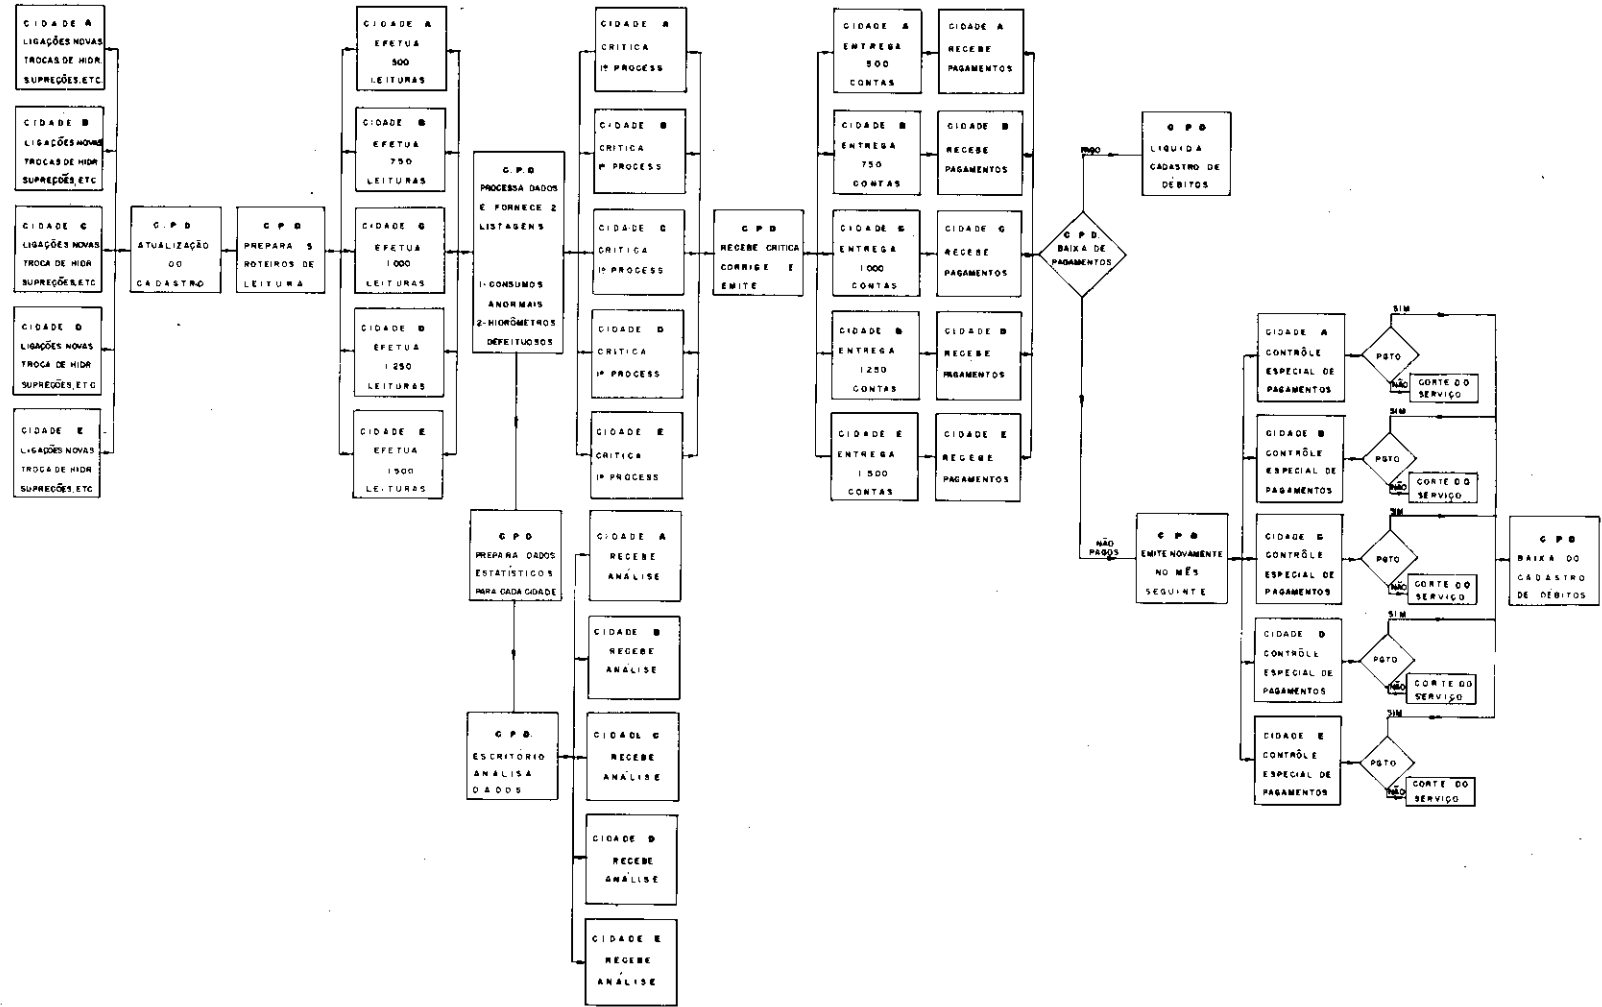 CIDADE A
LIGAÇÕES NOVAS
TROCAS DE HIDR.
SUPREÇÕES, ETC.
CIDADE B
LIGAÇÕES NOVAS
TROCAS DE HIDR
SUPREÇÕES, ETC
CIDADE C
LIGAÇÕES NOVAS
TROCA DE HIDR
SUPREÇÕES, ETC
CIDADE D
LIGAÇÕES NOVAS
TROCA DE HIDR
SUPREÇÕES, ETC
CIDADE E
LIGAÇÕES NOVAS
TROCA DE HIDR
SUPREÇÕES, ETC
C. P. D
ATUALIZAÇÃO
DO
CADASTRO
C P D
PREPARA 5
ROTEIROS DE
LEITURA
CIDADE A
EFETUA
500
LEITURAS
CIDADE B
EFETUA
750
LEITURAS
CIDADE C
EFETUA
1000
LEITURAS
CIDADE D
EFETUA
1250
LEITURAS
CIDADE E
EFETUA
1500
LEITURAS
C. P. D
PROCESSA DADOS
E FORNECE 2
LISTAGENS
1-CONSUMOS
ANORMAIS
2-HIDRÔMETROS
DEFEITUOSOS
C P D
PREPARA DADOS
ESTATÍSTICOS
PARA CADA CIDADE
C P D.
ESCRITÓRIO
ANALISA
DADOS
CIDADE A
CRITICA
1º PROCESS
CIDADE B
CRITICA
1º PROCESS
CIDADE C
CRITICA
1º PROCESS
CIDADE D
CRITICA
1º PROCESS
CIDADE E
CRITICA
1º PROCESS
CIDADE A
RECEBE
ANÁLISE
CIDADE B
RECEBE
ANÁLISE
CIDADE C
RECEBE
ANÁLISE
CIDADE D
RECEBE
ANÁLISE
CIDADE E
RECEBE
ANÁLISE
C P D
RECEBE CRITICA
CORRIGE E
EMITE
CIDADE A
ENTREGA
500
CONTAS
CIDADE B
ENTREGA
750
CONTAS
CIDADE C
ENTREGA
1000
CONTAS
CIDADE D
ENTREGA
1250
CONTAS
CIDADE E
ENTREGA
1500
CONTAS
CIDADE A
RECEBE
PAGAMENTOS
CIDADE B
RECEBE
PAGAMENTOS
CIDADE C
RECEBE
PAGAMENTOS
CIDADE D
RECEBE
PAGAMENTOS
CIDADE E
RECEBE
PAGAMENTOS
C P D.
BAIXA DE
PAGAMENTOS
PAGO
C P D
LIQUIDA
CADASTRO DE
DÉBITOS
NÃO
PAGOS
C P D
EMITE NOVAMENTE
NO MÊS
SEGUINTE
CIDADE A
CONTRÔLE
ESPECIAL DE
PAGAMENTOS
PGTO
SIM
NÃO
CORTE DO
SERVIÇO
CIDADE B
CONTRÔLE
ESPECIAL DE
PAGAMENTOS
PGTO
SIM
NÃO
CORTE DO
SERVIÇO
CIDADE C
CONTRÔLE
ESPECIAL DE
PAGAMENTOS
PGTO
SIM
NÃO
CORTE DO
SERVIÇO
CIDADE D
CONTRÔLE
ESPECIAL DE
PAGAMENTOS
PGTO
SIM
NÃO
CORTE DO
SERVIÇO
CIDADE E
CONTRÔLE
ESPECIAL DE
PAGAMENTOS
PGTO
SIM
NÃO
CORTE DO
SERVIÇO
C P D
BAIXA DO
CADASTRO
DE DÉBITOS